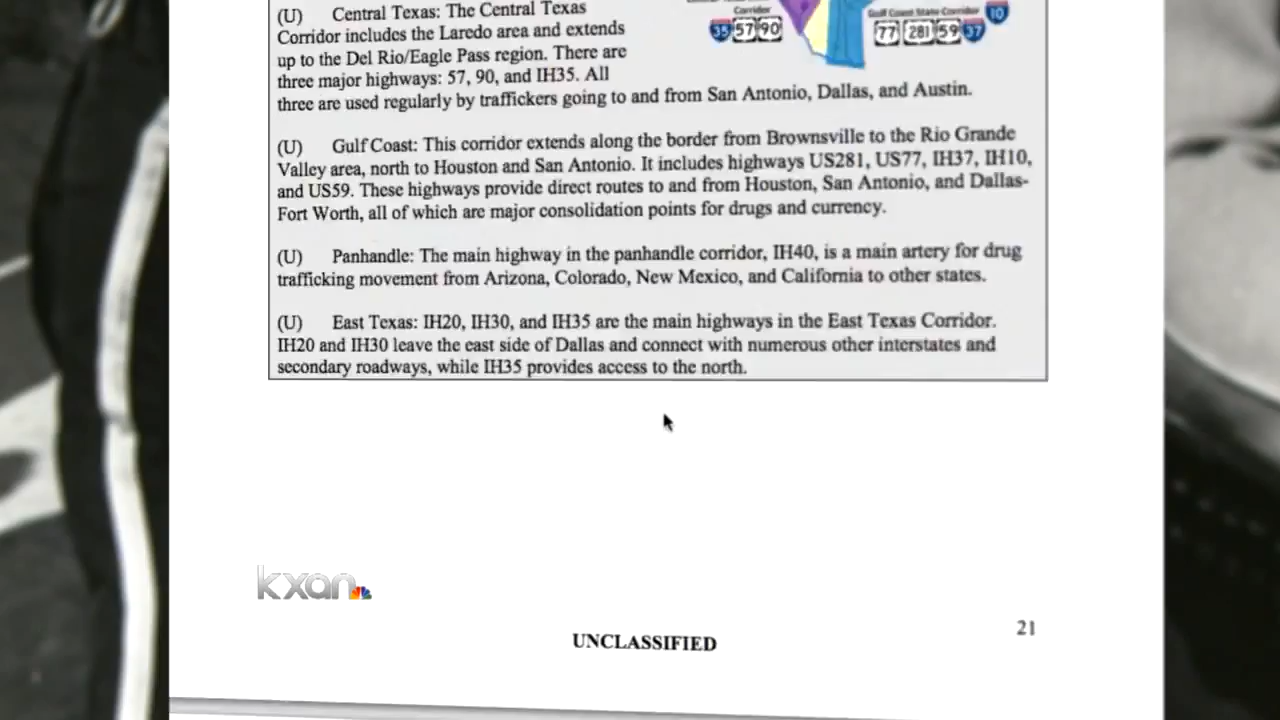 Corridor
35 57 90
Gulf Coast State Corridor 10
77 281 59 37
(U) Central Texas: The Central Texas
Corridor includes the Laredo area and extends
up to the Del Rio/Eagle Pass region. There are
three major highways: 57, 90, and IH35. All
three are used regularly by traffickers going to and from San Antonio, Dallas, and Austin.
(U) Gulf Coast: This corridor extends along the border from Brownsville to the Rio Grande
Valley area, north to Houston and San Antonio. It includes highways US281, US77, IH37, IH10,
and US59. These highways provide direct routes to and from Houston, San Antonio, and Dallas-
Fort Worth, all of which are major consolidation points for drugs and currency.
(U) Panhandle: The main highway in the panhandle corridor, IH40, is a main artery for drug
trafficking movement from Arizona, Colorado, New Mexico, and California to other states.
(U) East Texas: IH20, IH30, and IH35 are the main highways in the East Texas Corridor.
IH20 and IH30 leave the east side of Dallas and connect with numerous other interstates and
secondary roadways, while IH35 provides access to the north.
kxan
21
UNCLASSIFIED